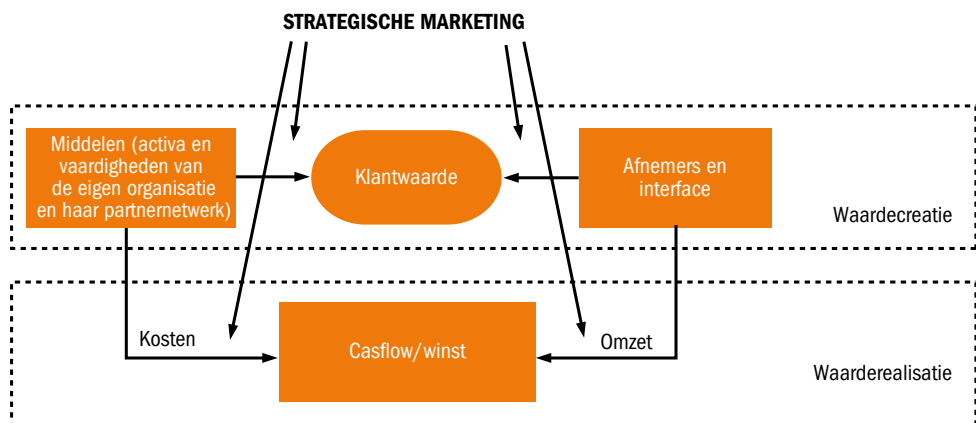 STRATEGISCHE MARKETING
Middelen (activa en
vaardigheden van
de eigen organisatie
en haar partnernetwerk)
Klantwaarde
Afnemers en
interface
Waardecreatie
Kosten
Casflow/winst
Omzet
Waarderealisatie